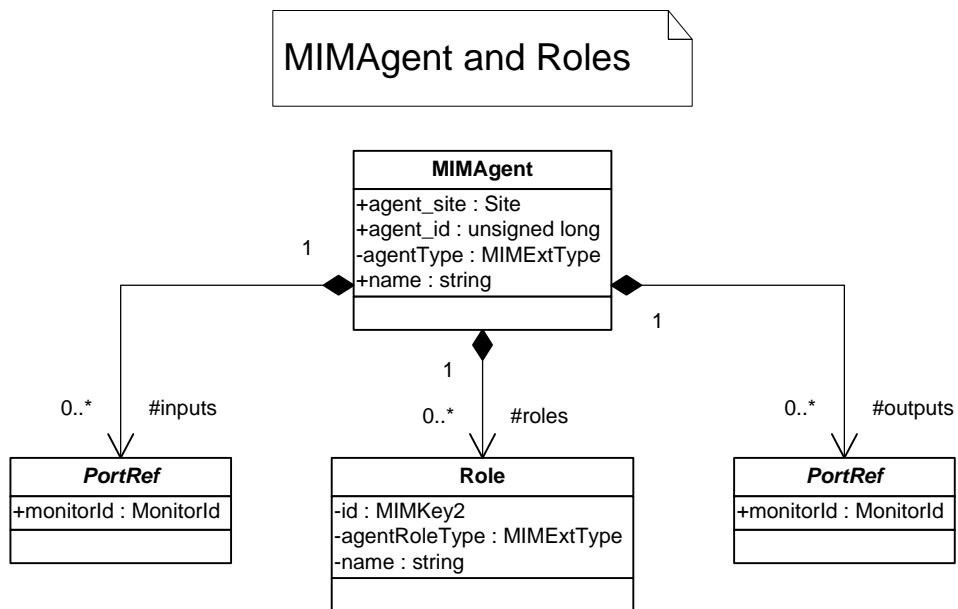 MIMAgent and Roles
MIMAgent
+agent_site : Site
+agent_id : unsigned long
-agentType : MIMExtType
+name : string
1
1
1
0..*
#inputs
0..*
#roles
0..*
#outputs
PortRef
+monitorId : MonitorId
Role
-id : MIMKey2
-agentRoleType : MIMExtType
-name : string
PortRef
+monitorId : MonitorId